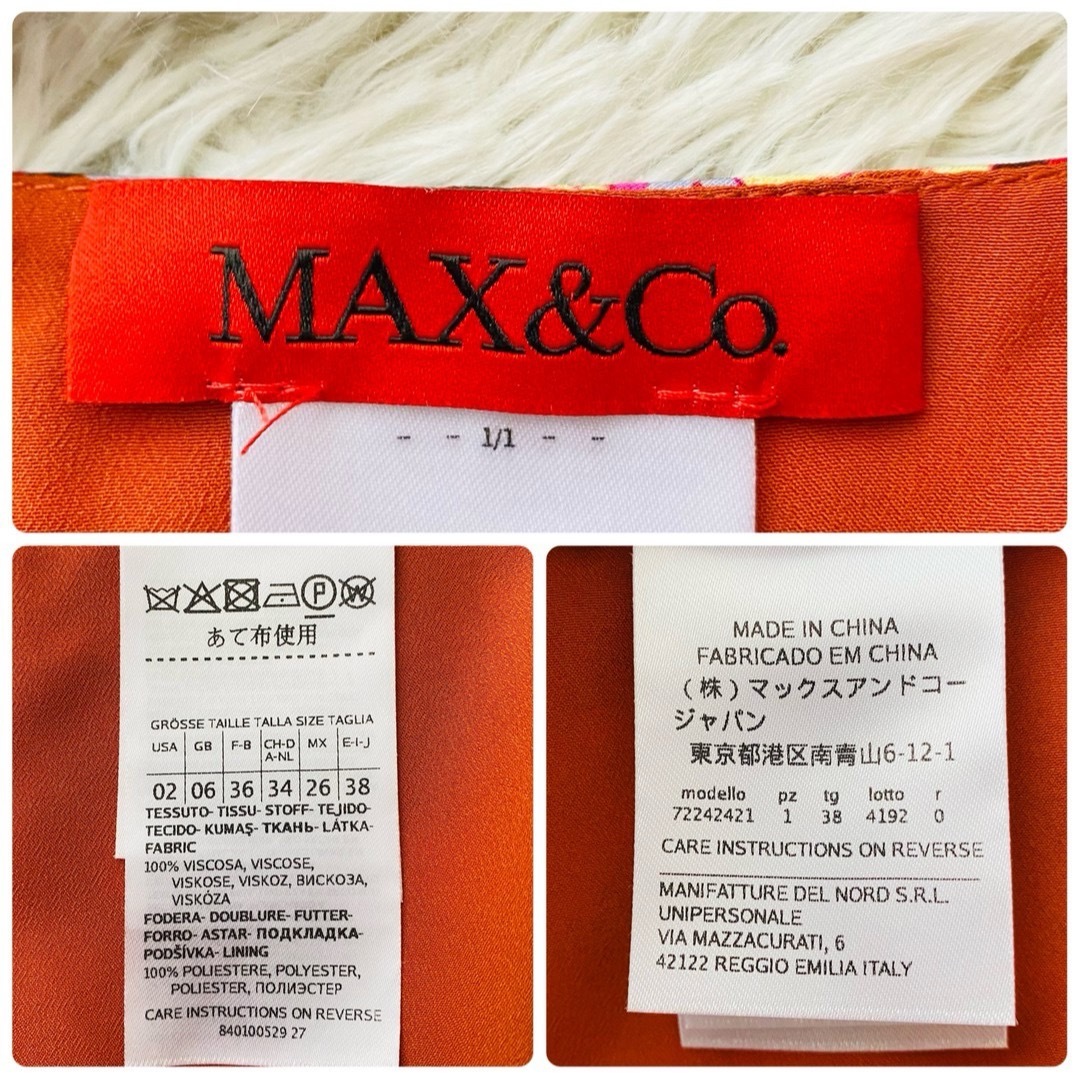 MAX&Co.
- - 1/1 - -
P W
あて布使用
GRÖSSE TAILLE TALLA SIZE TAGLIA
USA GB F-B CH-D A-NL MX E-I-J
02 06 36 34 26 38
TESSUTO- TISSU- STOFF- TEJIDO-
TECIDO- KUMAŞ- ТКАНЬ- LÁTKA-
FABRIC
100% VISCOSA, VISCOSE,
VISKOSE, VISKOZ, ВИСКОЗА,
VISKÓZA
FODERA- DOUBLURE- FUTTER-
FORRO- ASTAR- ПОДКЛАДКА-
PODŠÍVKA- LINING
100% POLIESTERE, POLYESTER,
POLIESTER, ПОЛИЭСТЕР
CARE INSTRUCTIONS ON REVERSE
840100529 27
MADE IN CHINA
FABRICADO EM CHINA
(株)マックスアンドコー
ジャパン
東京都港区南青山6-12-1
modello pz tg lotto r
72242421 1 38 4192 0
CARE INSTRUCTIONS ON REVERSE
MANIFATTURE DEL NORD S.R.L.
UNIPERSONALE
VIA MAZZACURATI, 6
42122 REGGIO EMILIA ITALY